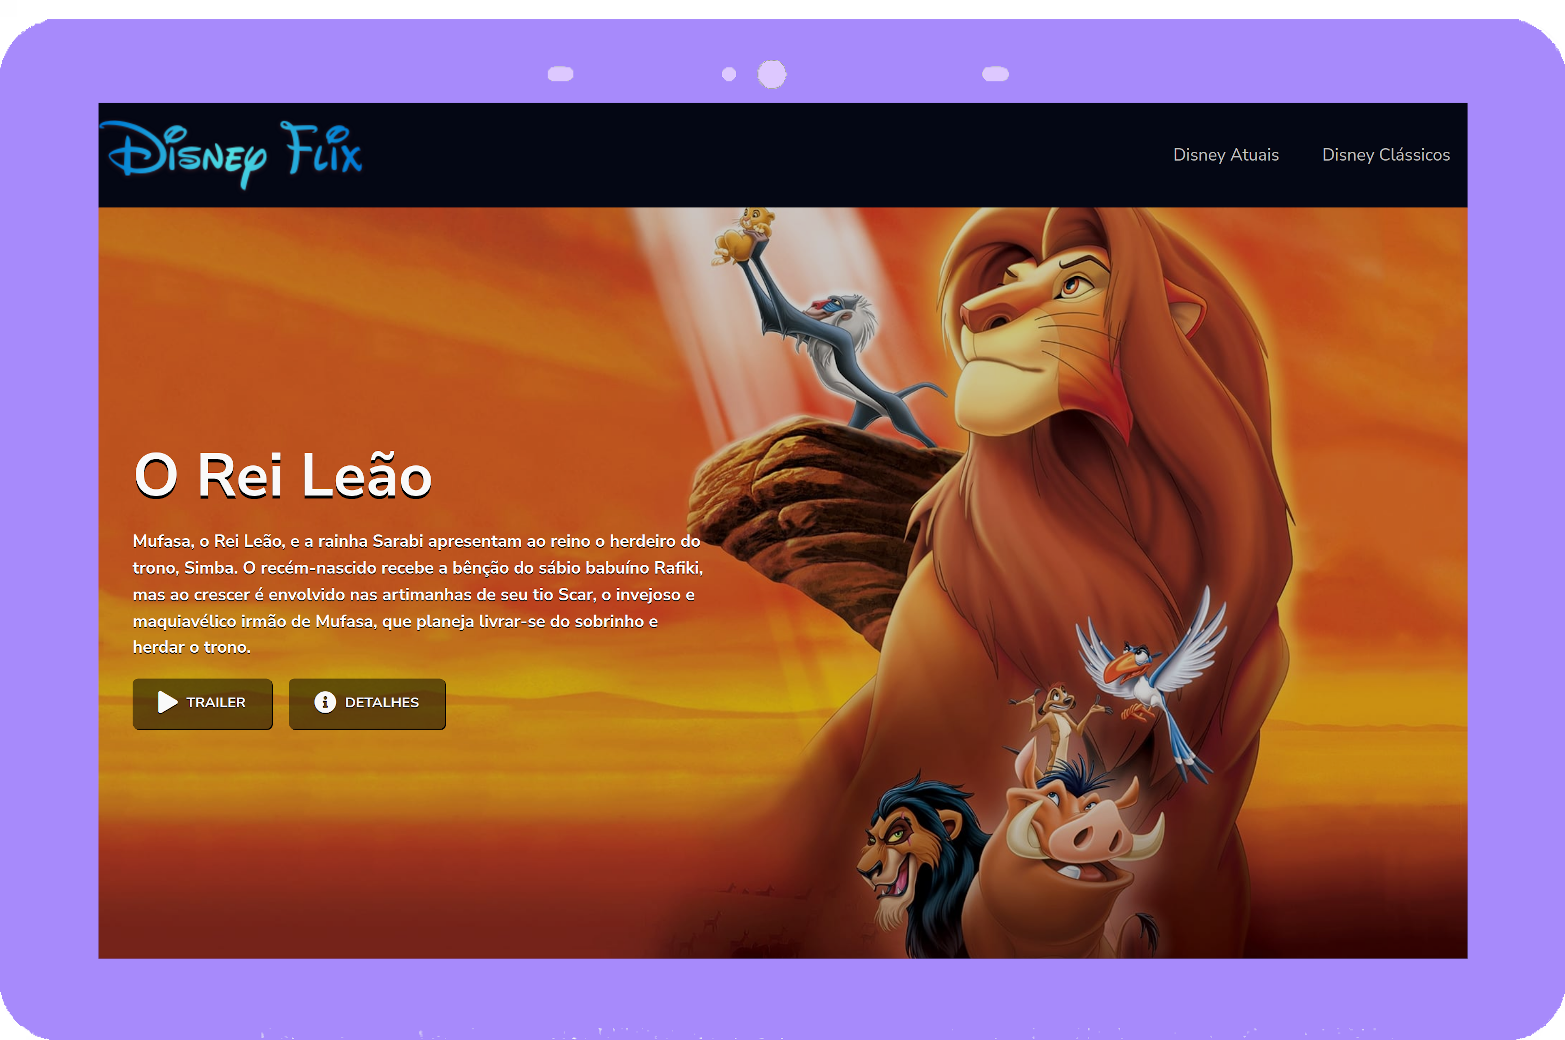 Disney Flix
Disney Atuais
Disney Clássicos
O Rei Leão
Mufasa, o Rei Leão, e a rainha Sarabi apresentam ao reino o herdeiro do
trono, Simba. O recém-nascido recebe a bênção do sábio babuíno Rafiki,
mas ao crescer é envolvido nas artimanhas de seu tio Scar, o invejoso e
maquiavélico irmão de Mufasa, que planeja livrar-se do sobrinho e
herdar o trono.
TRAILER
DETALHES